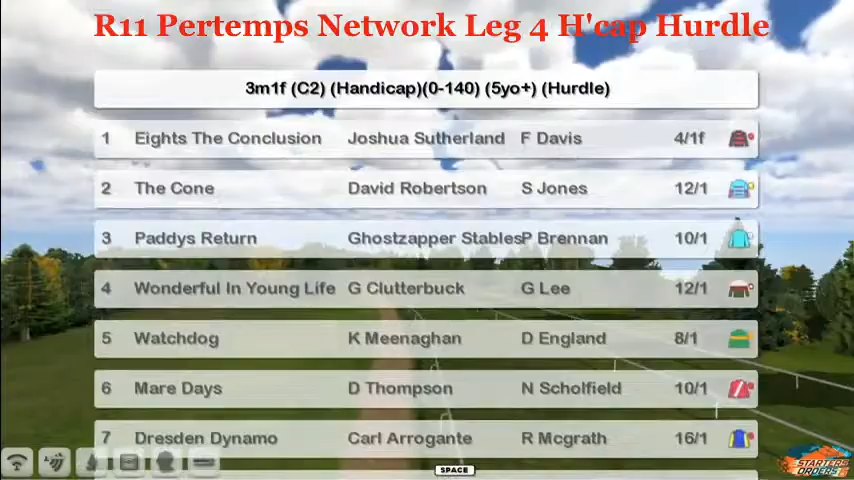 R11 Pertemps Network Leg 4 H'cap Hurdle
3m1f (C2) (Handicap)(0-140) (5yo+) (Hurdle)
1 Eights The Conclusion Joshua Sutherland F Davis 4/1f
2 The Cone David Robertson S Jones 12/1
3 Paddys Return Ghostzapper Stables P Brennan 10/1
4 Wonderful In Young Life G Clutterbuck G Lee 12/1
5 Watchdog K Meenaghan D England 8/1
6 Mare Days D Thompson N Scholfield 10/1
7 Dresden Dynamo Carl Arrogante R Mcgrath 16/1
SPACE
STARTERS
ORDERS